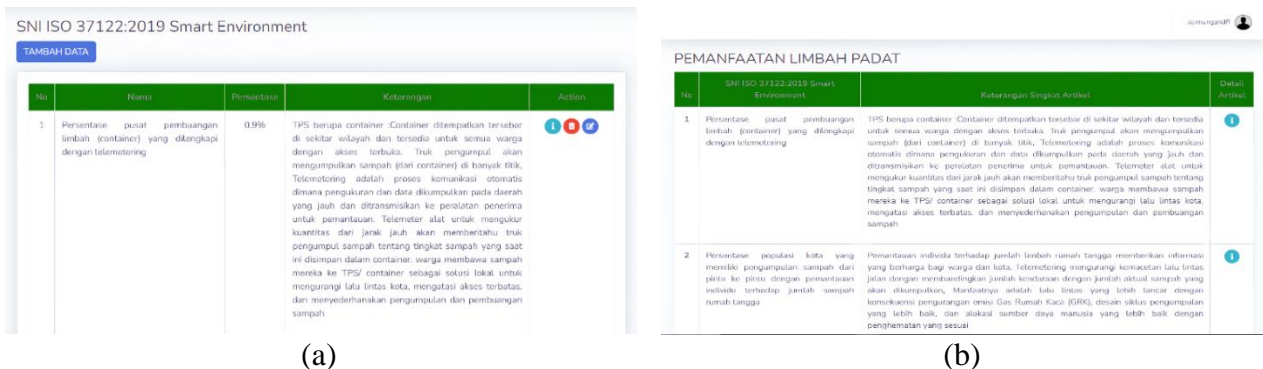 SNI ISO 37122:2019 Smart Environment
TAMBAH DATA
No Nama Persentase Keterangan Action
1 Persentase pusat pembuangan limbah (container) yang dilengkapi dengan telemetering
0.9%
TPS berupa container :Container ditempatkan tersebar
di sekitar wilayah dan tersedia untuk semua warga
dengan akses terbuka. Truk pengumpul akan
mengumpulkan sampah (dari container) di banyak titik,
Telemetering adalah proses komunikasi otomatis
dimana pengukuran dan data dikumpulkan pada daerah
yang jauh dan ditransmisikan ke peralatan penerima
untuk pemantauan. Telemeter alat untuk mengukur
kuantitas dari jarak jauh akan memberitahu truk
pengumpul sampah tentang tingkat sampah yang saat
ini disimpan dalam container. warga membawa sampah
mereka ke TPS/ container sebagai solusi lokal untuk
mengurangi lalu lintas kota, mengatasi akses terbatas,
dan menyederhanakan pengumpulan dan pembuangan
sampah
(a)
PEMANFAATAN LIMBAH PADAT
No SNI ISO 37122:2019 Smart Environment Keterangan Singkat Artikel Detail Artikel
1 Persentase pusat pembuangan
limbah (container) yang dilengkapi
dengan telemetering
TPS berupa container :Container ditempatkan tersebar di sekitar wilayah dan tersedia
untuk semua warga dengan akses terbuka. Truk pengumpul akan mengumpulkan
sampah (dari container) di banyak titik, Telemetering adalah proses komunikasi
otomatis dimana pengukuran dan data dikumpulkan pada daerah yang jauh dan
ditransmisikan ke peralatan penerima untuk pemantauan. Telemeter alat untuk
mengukur kuantitas dari jarak jauh akan memberitahu truk pengumpul sampah tentang
tingkat sampah yang saat ini disimpan dalam container. warga membawa sampah
mereka ke TPS/ container sebagai solusi lokal untuk mengurangi lalu lintas kota,
mengatasi akses terbatas, dan menyederhanakan pengumpulan dan pembuangan
sampah
2 Persentase populasi kota yang
memiliki pengumpulan sampah dari
pintu ke pintu dengan pemantauan
individu terhadap jumlah sampah
rumah tangga
Pemantauan individu terhadap jumlah limbah rumah tangga memberikan informasi
yang berharga bagi warga dan kota. Telemetering mengurangi kemacetan lalu lintas
jalan dengan membandingkan jumlah kendaraan dengan jumlah aktual sampah yang
akan dikumpulkan, Manfaatnya adalah lalu lintas yang lebih lancar dengan
konsekuensi pengurangan emisi Gas Rumah Kaca (GRK), desain siklus pengumpulan
yang lebih baik, dan alokasi sumber daya manusia yang lebih baik dengan
penghematan yang sesuai
(b)